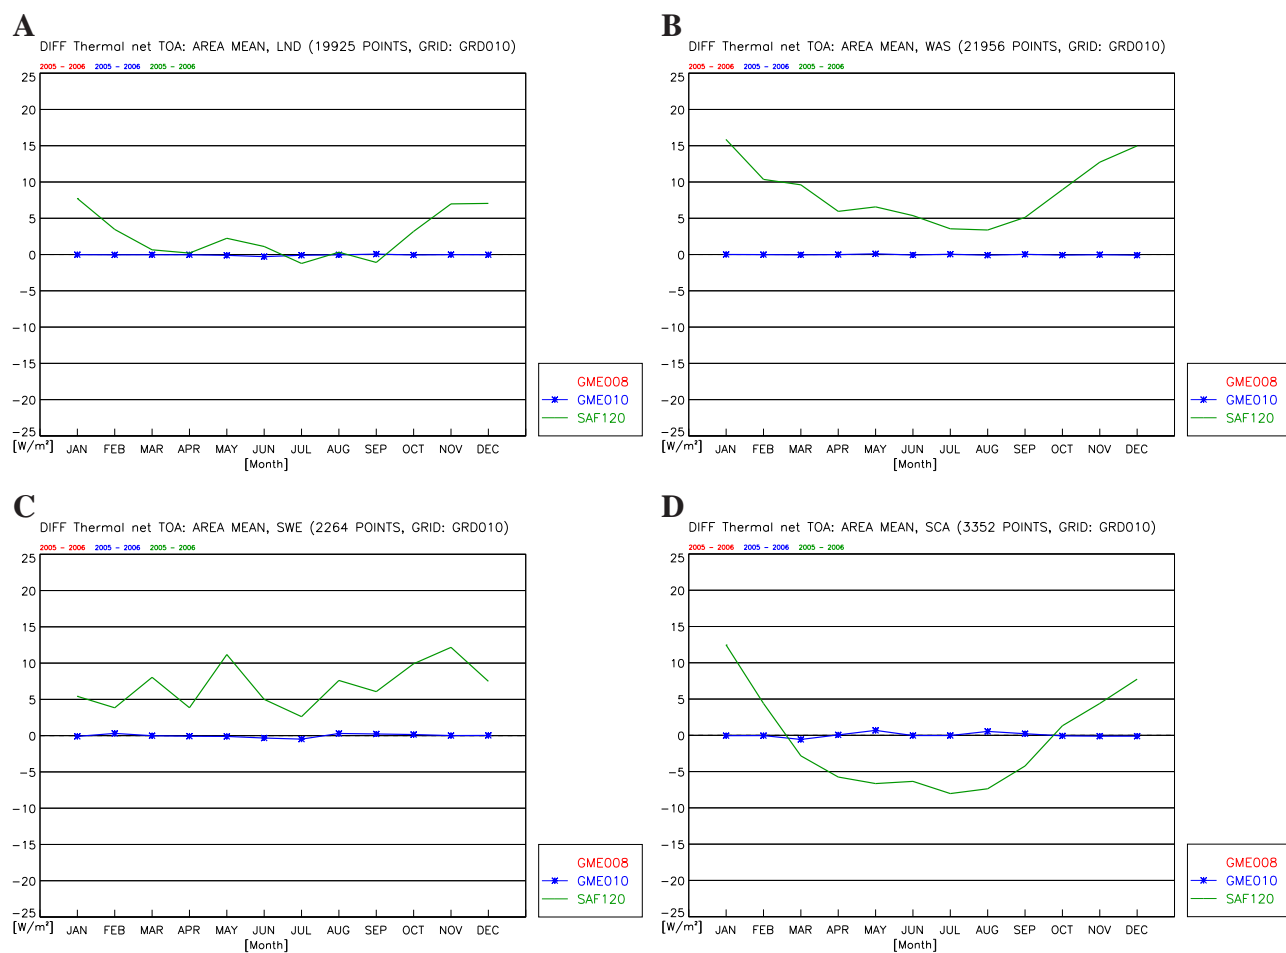 A
DIFF Thermal net TOA: AREA MEAN, LND (19925 POINTS, GRID: GRD010)
2005 - 2006 2005 - 2006 2005 - 2006
25
20
15
10
5
0
-5
-10
-15
-20
-25
[W/m²]
JAN FEB MAR APR MAY JUN JUL AUG SEP OCT NOV DEC
[Month]
GME008
GME010
SAF120
B
DIFF Thermal net TOA: AREA MEAN, WAS (21956 POINTS, GRID: GRD010)
2005 - 2006 2005 - 2006 2005 - 2006
25
20
15
10
5
0
-5
-10
-15
-20
-25
[W/m²]
JAN FEB MAR APR MAY JUN JUL AUG SEP OCT NOV DEC
[Month]
GME008
GME010
SAF120
C
DIFF Thermal net TOA: AREA MEAN, SWE (2264 POINTS, GRID: GRD010)
2005 - 2006 2005 - 2006 2005 - 2006
25
20
15
10
5
0
-5
-10
-15
-20
-25
[W/m²]
JAN FEB MAR APR MAY JUN JUL AUG SEP OCT NOV DEC
[Month]
GME008
GME010
SAF120
D
DIFF Thermal net TOA: AREA MEAN, SCA (3352 POINTS, GRID: GRD010)
2005 - 2006 2005 - 2006 2005 - 2006
25
20
15
10
5
0
-5
-10
-15
-20
-25
[W/m²]
JAN FEB MAR APR MAY JUN JUL AUG SEP OCT NOV DEC
[Month]
GME008
GME010
SAF120